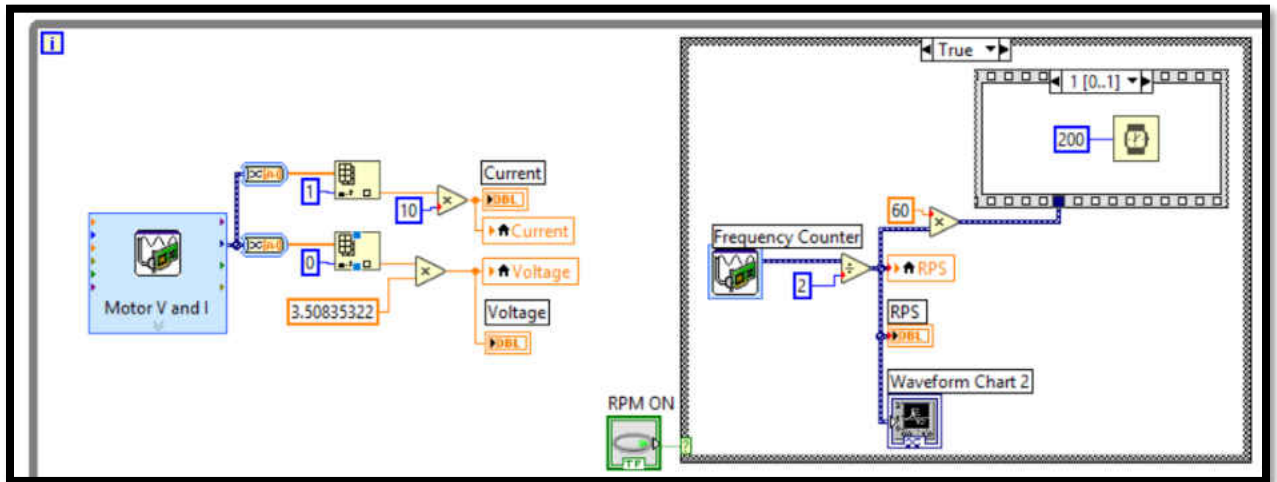 i
True
1 [0..1]
200
Current
1
10
DBL
Current
60
Frequency Counter
0
Voltage
2
RPS
Motor V and I
3.50835322
Voltage
RPS
DBL
DBL
Waveform Chart 2
RPM ON
?
TF